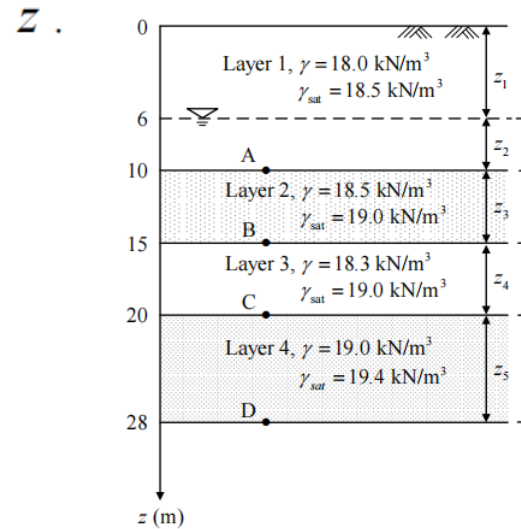 z .
0
Layer 1, γ = 18.0 kN/m³
γsat = 18.5 kN/m³
z₁
6
z₂
A
10
Layer 2, γ = 18.5 kN/m³
γsat = 19.0 kN/m³
z₃
B
15
Layer 3, γ = 18.3 kN/m³
γsat = 19.0 kN/m³
z₄
C
20
Layer 4, γ = 19.0 kN/m³
γsat = 19.4 kN/m³
z₅
D
28
z (m)